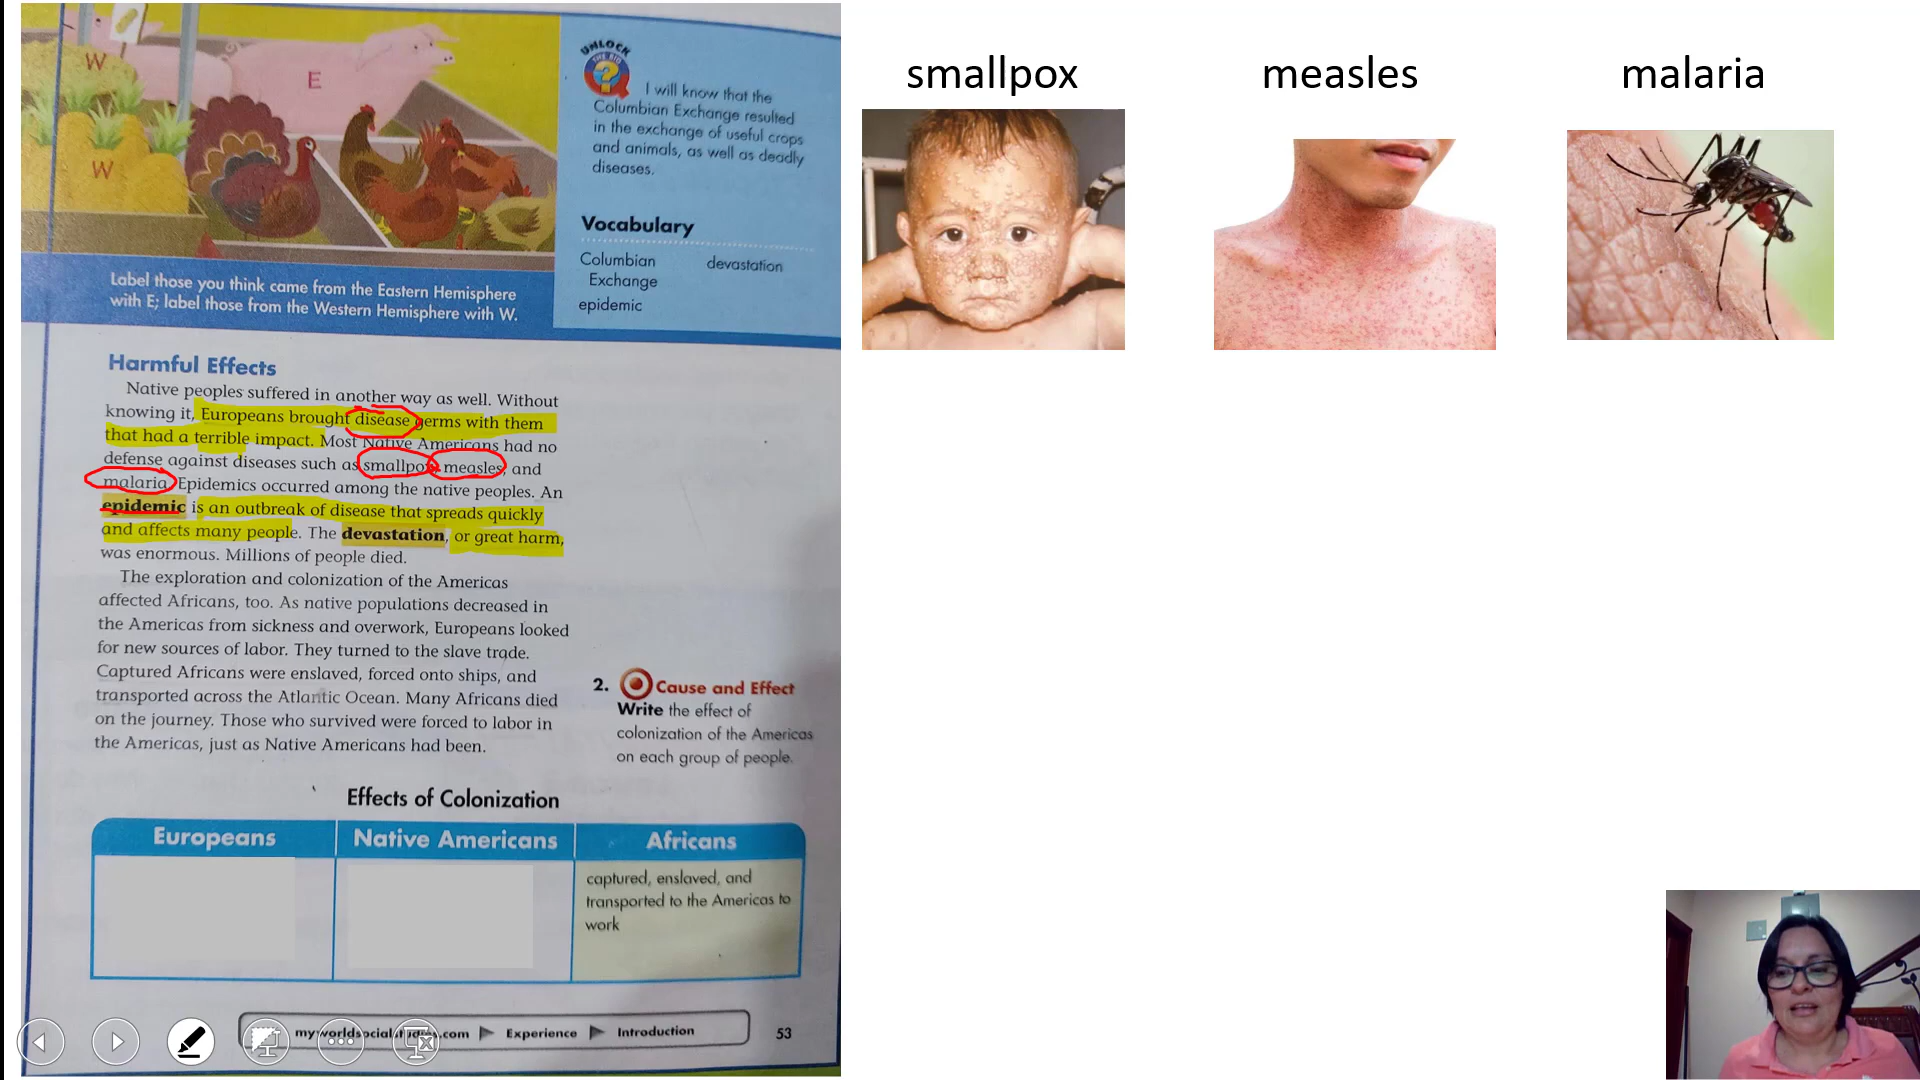 W
E
W
UNLOCK
THE BIG
?
I will know that the
Columbian Exchange resulted
in the exchange of useful crops
and animals, as well as deadly
diseases.
Vocabulary
Columbian
Exchange
devastation
epidemic
Label those you think came from the Eastern Hemisphere
with E; label those from the Western Hemisphere with W.
Harmful Effects
Native peoples suffered in another way as well. Without
knowing it, Europeans brought disease germs with them
that had a terrible impact. Most Native Americans had no
defense against diseases such as smallpox, measles, and
malaria. Epidemics occurred among the native peoples. An
epidemic is an outbreak of disease that spreads quickly
and affects many people. The devastation, or great harm,
was enormous. Millions of people died.
The exploration and colonization of the Americas
affected Africans, too. As native populations decreased in
the Americas from sickness and overwork, Europeans looked
for new sources of labor. They turned to the slave trade.
Captured Africans were enslaved, forced onto ships, and
transported across the Atlantic Ocean. Many Africans died
on the journey. Those who survived were forced to labor in
the Americas, just as Native Americans had been.
2. Cause and Effect
Write the effect of
colonization of the Americas
on each group of people.
Effects of Colonization
Europeans
Native Americans
Africans
captured, enslaved, and
transported to the Americas to
work
myworldsocialstudies.com Experience Introduction
53
smallpox
measles
malaria